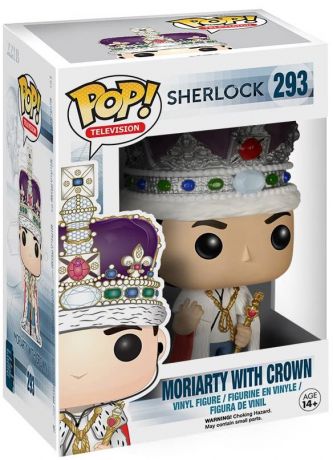 POP!
TELEVISION
SHERLOCK 293
MORIARTY WITH CROWN
VINYL FIGURE / FIGURINE EN VINYLE /
FIGURA DE VINIL
WARNING: Choking Hazard.
May contain small parts.
AGE
14+
293